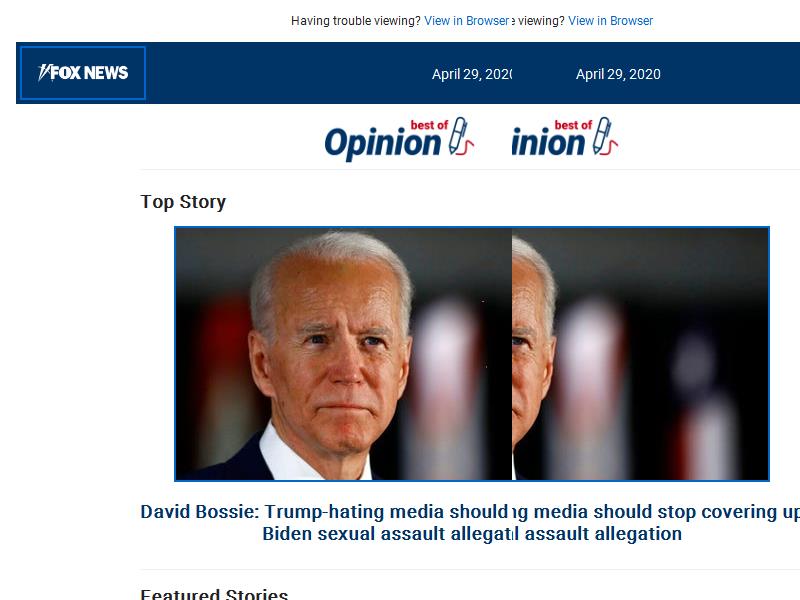 Having trouble viewing? View in Browser e viewing? View in Browser
FOX NEWS
April 29, 2020 April 29, 2020
best of best of
Opinion inion
Top Story
David Bossie: Trump-hating media should ng media should stop covering up
Biden sexual assault allegat l assault allegation
Featured Stories